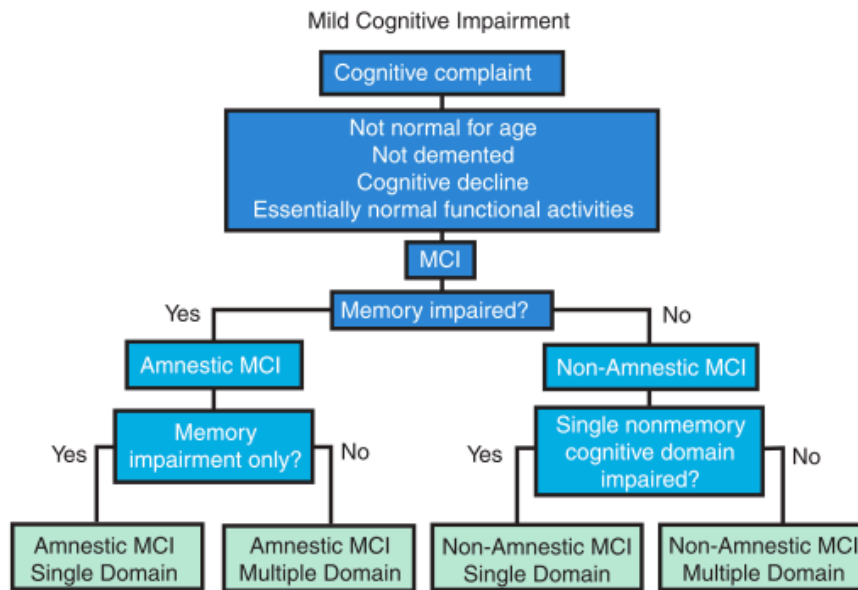 Mild Cognitive Impairment
Cognitive complaint
Not normal for age
Not demented
Cognitive decline
Essentially normal functional activities
MCI
Yes
Memory impaired?
No
Amnestic MCI
Non-Amnestic MCI
Yes
Memory
impairment only?
No
Yes
Single nonmemory
cognitive domain
impaired?
No
Amnestic MCI
Single Domain
Amnestic MCI
Multiple Domain
Non-Amnestic MCI
Single Domain
Non-Amnestic MCI
Multiple Domain